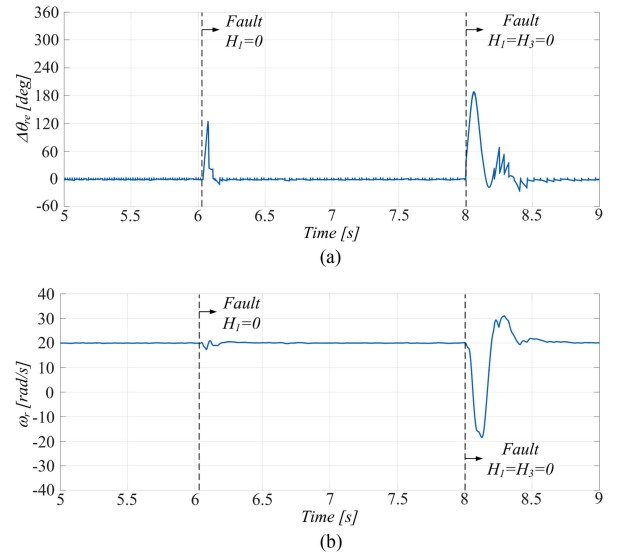 360
300
240
180
120
60
0
-60
Δθre [deg]
Fault
H1=0
Fault
H1=H3=0
5
5.5
6
6.5
7
7.5
8
8.5
9
Time [s]
(a)
40
30
20
10
0
-10
-20
-30
-40
ωr [rad/s]
Fault
H1=0
Fault
H1=H3=0
5
5.5
6
6.5
7
7.5
8
8.5
9
Time [s]
(b)